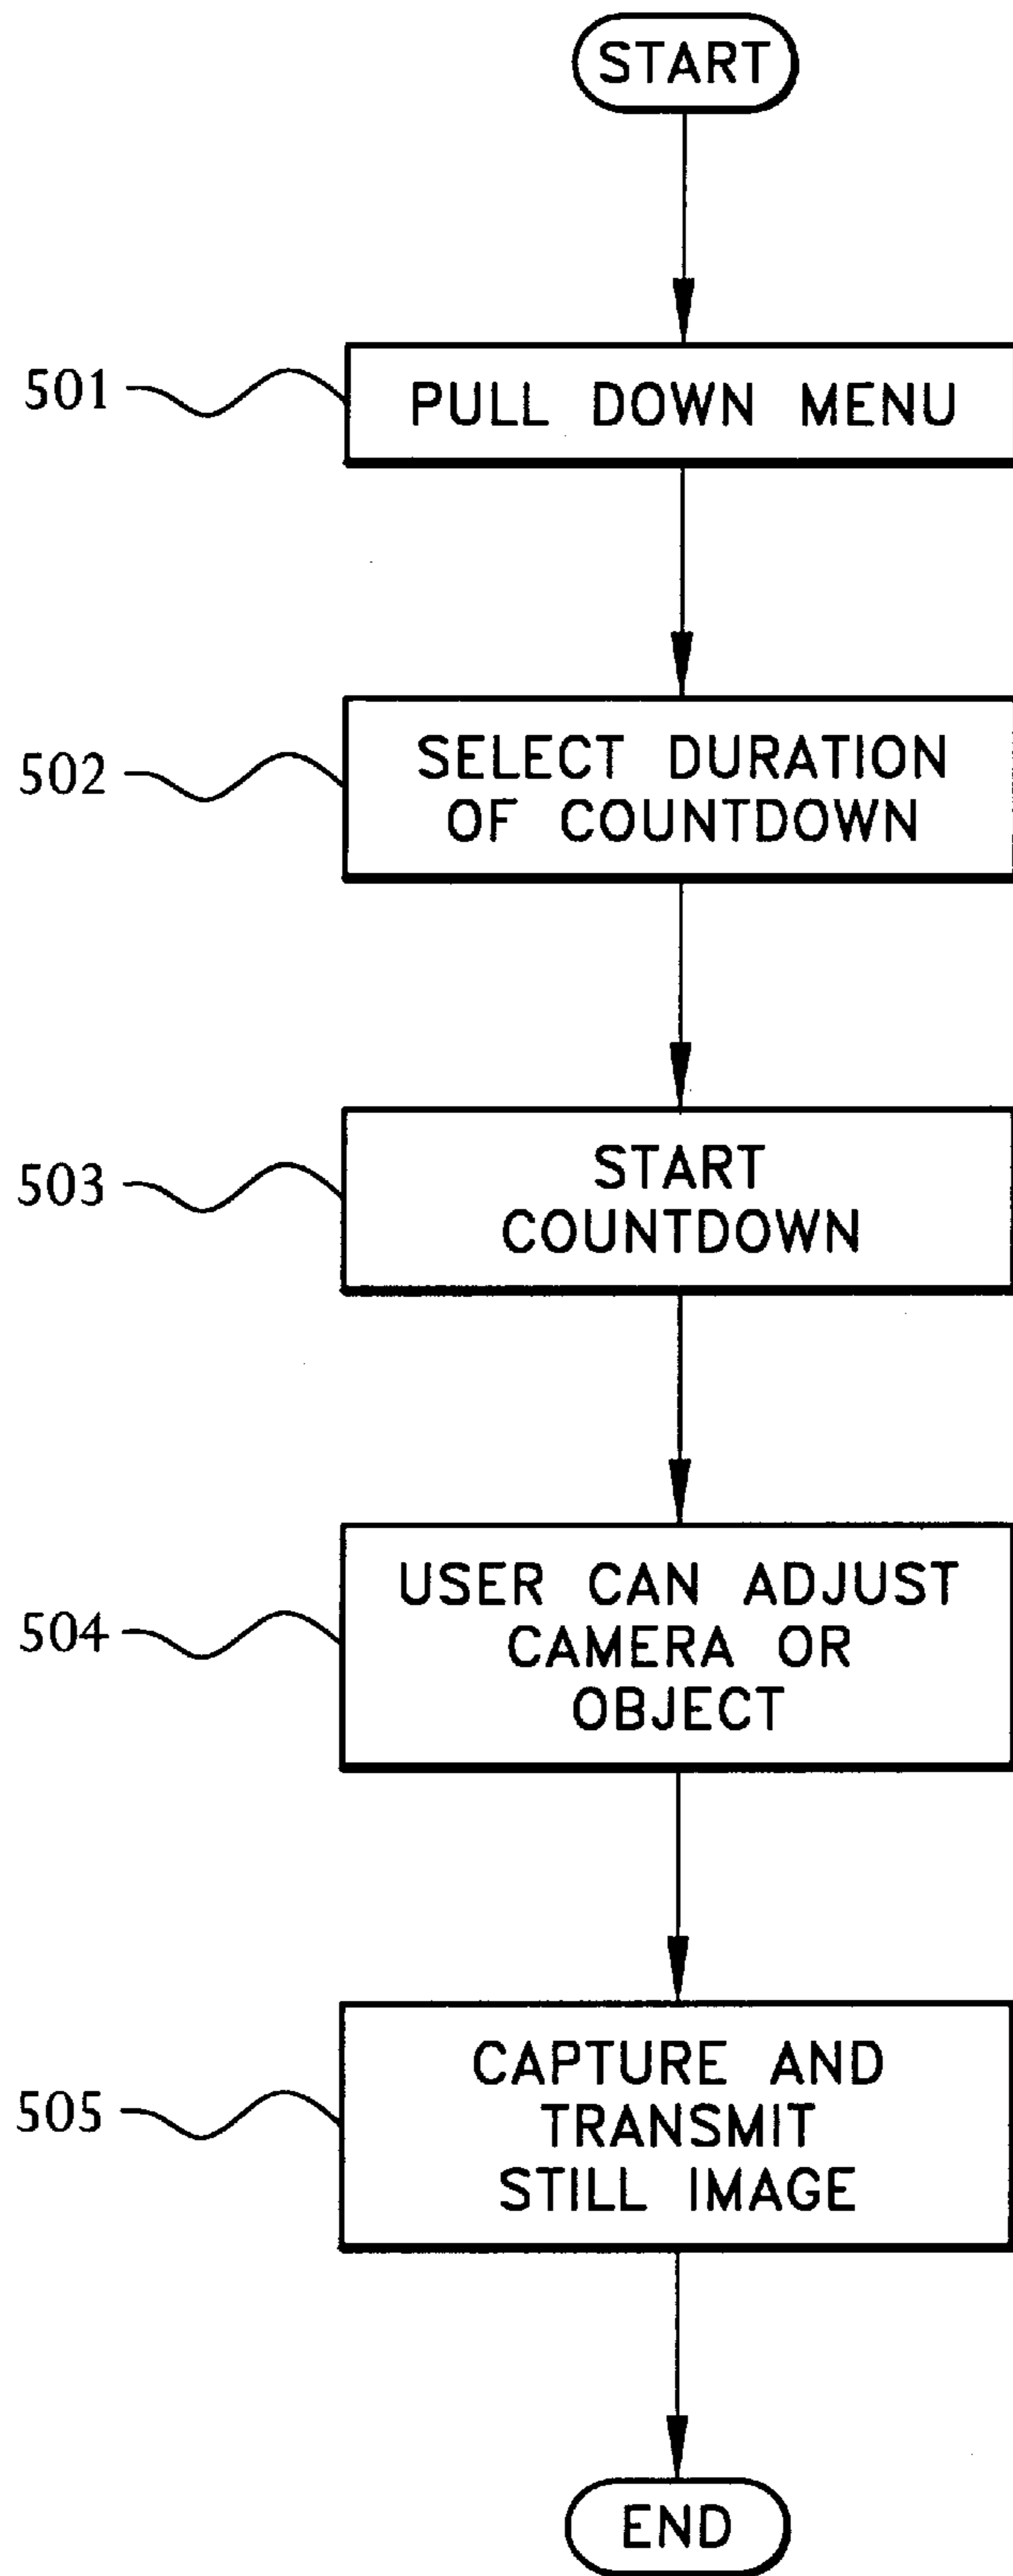 START
501
PULL DOWN MENU
502
SELECT DURATION
OF COUNTDOWN
503
START
COUNTDOWN
504
USER CAN ADJUST
CAMERA OR
OBJECT
505
CAPTURE AND
TRANSMIT
STILL IMAGE
END